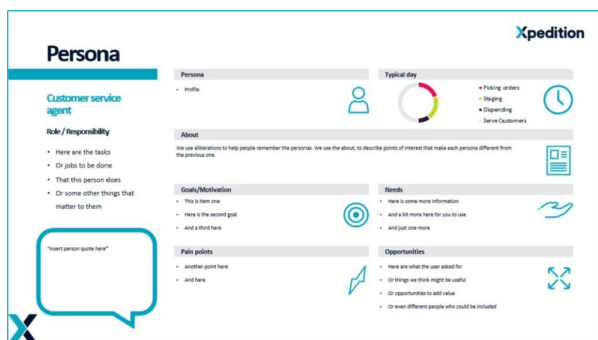 Xpedition
Persona
Customer service
agent
Role / Responsibility
• Here are the tasks
• Or jobs to be done
• That this person does
• Or some other things that
matter to them
"Insert person quote here"
Persona
• Profile
Typical day
Picking orders
Staging
Dispending
Serve Customers
About
We use alliterations to help people remember the personas. We use the about, to describe points of interest that make each persona different from
the previous one.
Goals/Motivation
• This is item one
• Here is the second goal
• And a third here
Needs
• Here is some more information
• And a bit more here for you to use
• And just one more
Pain points
• Another point here
• And here
Opportunities
• Here are what the user asked for
• Or things we think might be useful
• Or opportunities to add value
• Or even different people who could be included